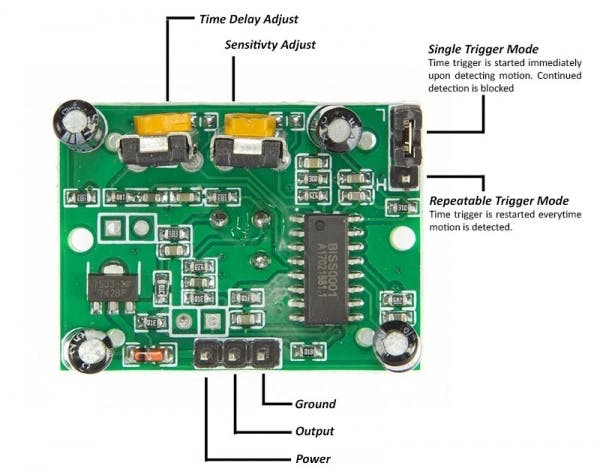 Time Delay Adjust
Sensitivty Adjust
Single Trigger Mode
Time trigger is started immediately
upon detecting motion. Continued
detection is blocked
Repeatable Trigger Mode
Time trigger is restarted everytime
motion is detected.
H
BISS0001
Ground
Output
Power